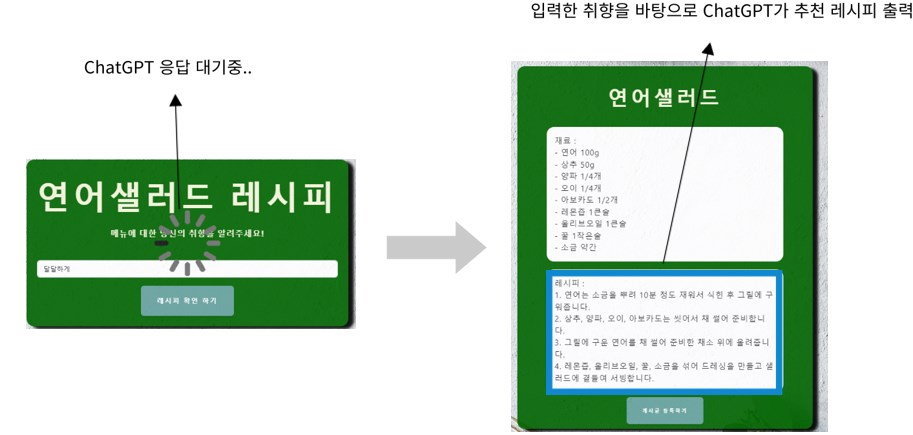 입력한 취향을 바탕으로 ChatGPT가 추천 레시피 출력
ChatGPT 응답 대기중..
연어샐러드 레시피
메뉴에 대한 당신의 취향을 알려주세요!
달달하게
레시피 확인 하기
연어샐러드
재료 :
- 연어 100g
- 상추 50g
- 양파 1/4개
- 오이 1/4개
- 아보카도 1/2개
- 레몬즙 1큰술
- 올리브오일 1큰술
- 꿀 1작은술
- 소금 약간
레시피 :
1. 연어는 소금을 뿌려 10분 정도 재워서 식힌 후 그릴에 구
워줍니다.
2. 상추, 양파, 오이, 아보카도는 씻어서 채 썰어 준비합니
다.
3. 그릴에 구운 연어를 채 썰어 준비한 채소 위에 올려줍니
다.
4. 레몬즙, 올리브오일, 꿀, 소금을 섞어 드레싱을 만들고 샐
러드에 곁들여 서빙합니다.
게시글 등록하기